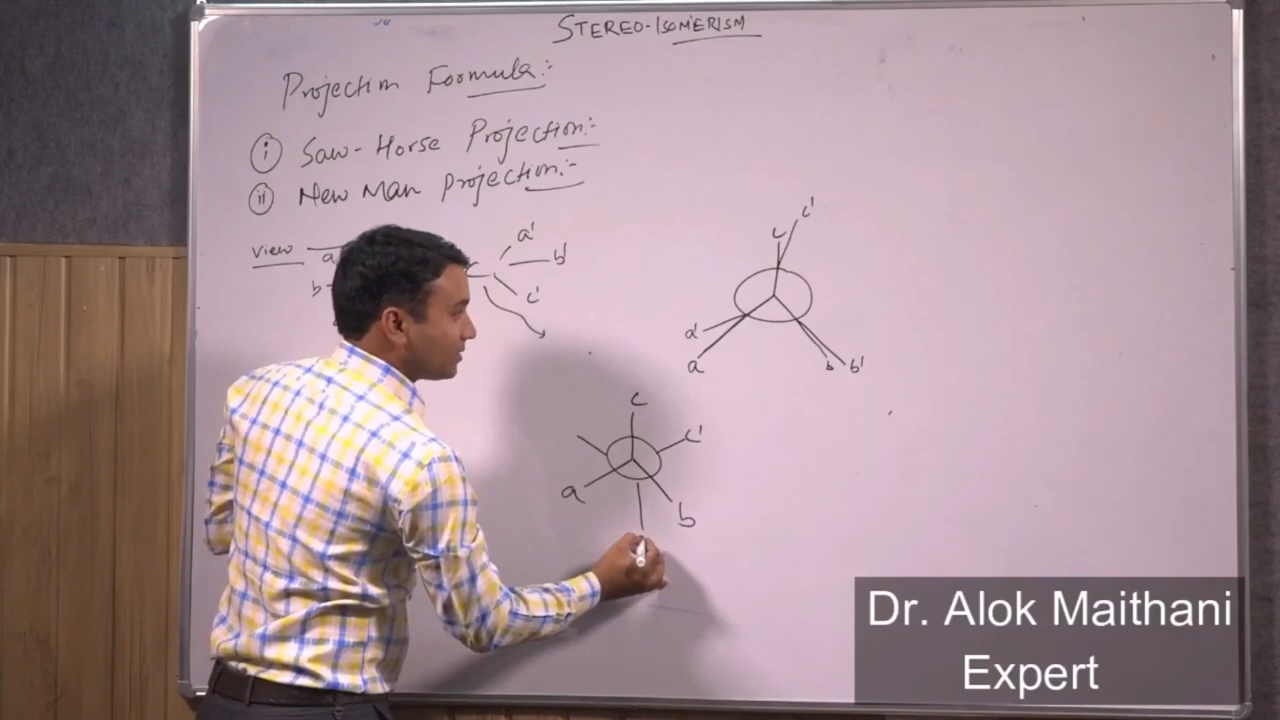 STEREO-ISOMERISM
Projection Formula:-
(i) Saw-Horse Projection:-
(ii) New Man Projection:-
view
a a' b'
b c'
c c'
a' a b b'
c c'
a b
Dr. Alok Maithani
Expert